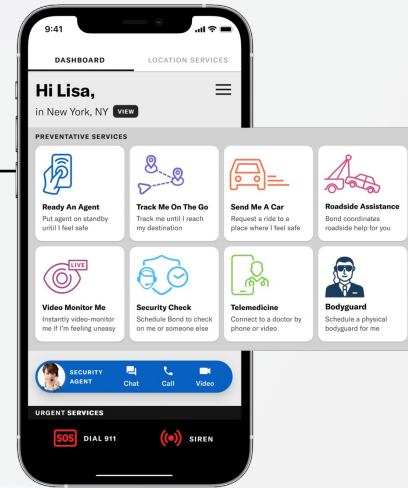 9:41
DASHBOARD
LOCATION SERVICES
Hi Lisa,
in New York, NY VIEW
PREVENTATIVE SERVICES
Ready An Agent
Put agent on standby
until I feel safe
Track Me On The Go
Track me until I reach
my destination
Send Me A Car
Request a ride to a
place where I feel safe
Roadside Assistance
Bond coordinates
roadside help for you
LIVE
Video Monitor Me
Instantly video-monitor
me if I'm feeling uneasy
Security Check
Schedule Bond to check
on me or someone else
Telemedicine
Connect to a doctor by
phone or video
Bodyguard
Schedule a physical
bodyguard for me
SECURITY
AGENT
Chat
Call
Video
URGENT SERVICES
SOS DIAL 911
SIREN